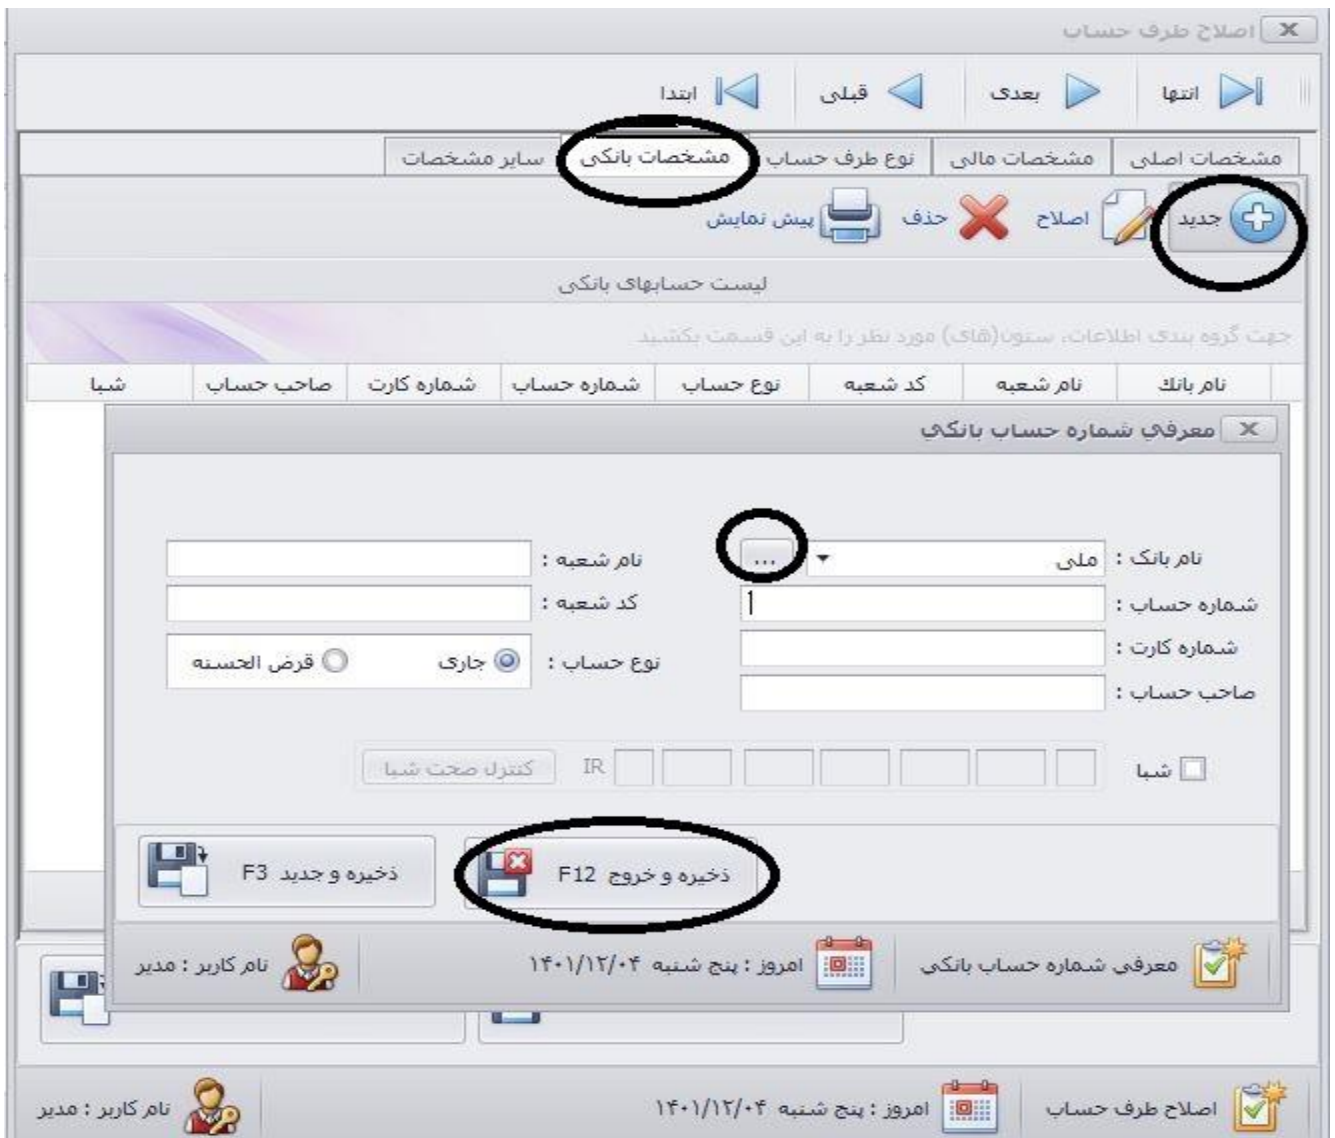 اصلاح طرف حساب
انتها بعدی قبلی ابتدا
مشخصات اصلی مشخصات مالی نوع طرف حساب مشخصات بانکی سایر مشخصات
جدید اصلاح حذف پیش نمایش
لیست حسابهای بانکی
جهت گروه بندی اطلاعات، ستون(های) مورد نظر را به این قسمت بکشید
نام بانك نام شعبه کد شعبه نوع حساب شماره حساب شماره کارت صاحب حساب شبا
معرفي شماره حساب بانكي
نام بانک : ملی ... نام شعبه :
شماره حساب : کد شعبه :
شماره کارت : نوع حساب : جاری قرض الحسنه
صاحب حساب :
شبا IR کنترل صحت شبا
ذخیره و خروج F12 ذخیره و جدید F3
معرفی شماره حساب بانکی امروز : پنج شنبه ۱۴۰۱/۱۲/۰۴ نام کاربر : مدیر
اصلاح طرف حساب امروز : پنج شنبه ۱۴۰۱/۱۲/۰۴ نام کاربر : مدیر